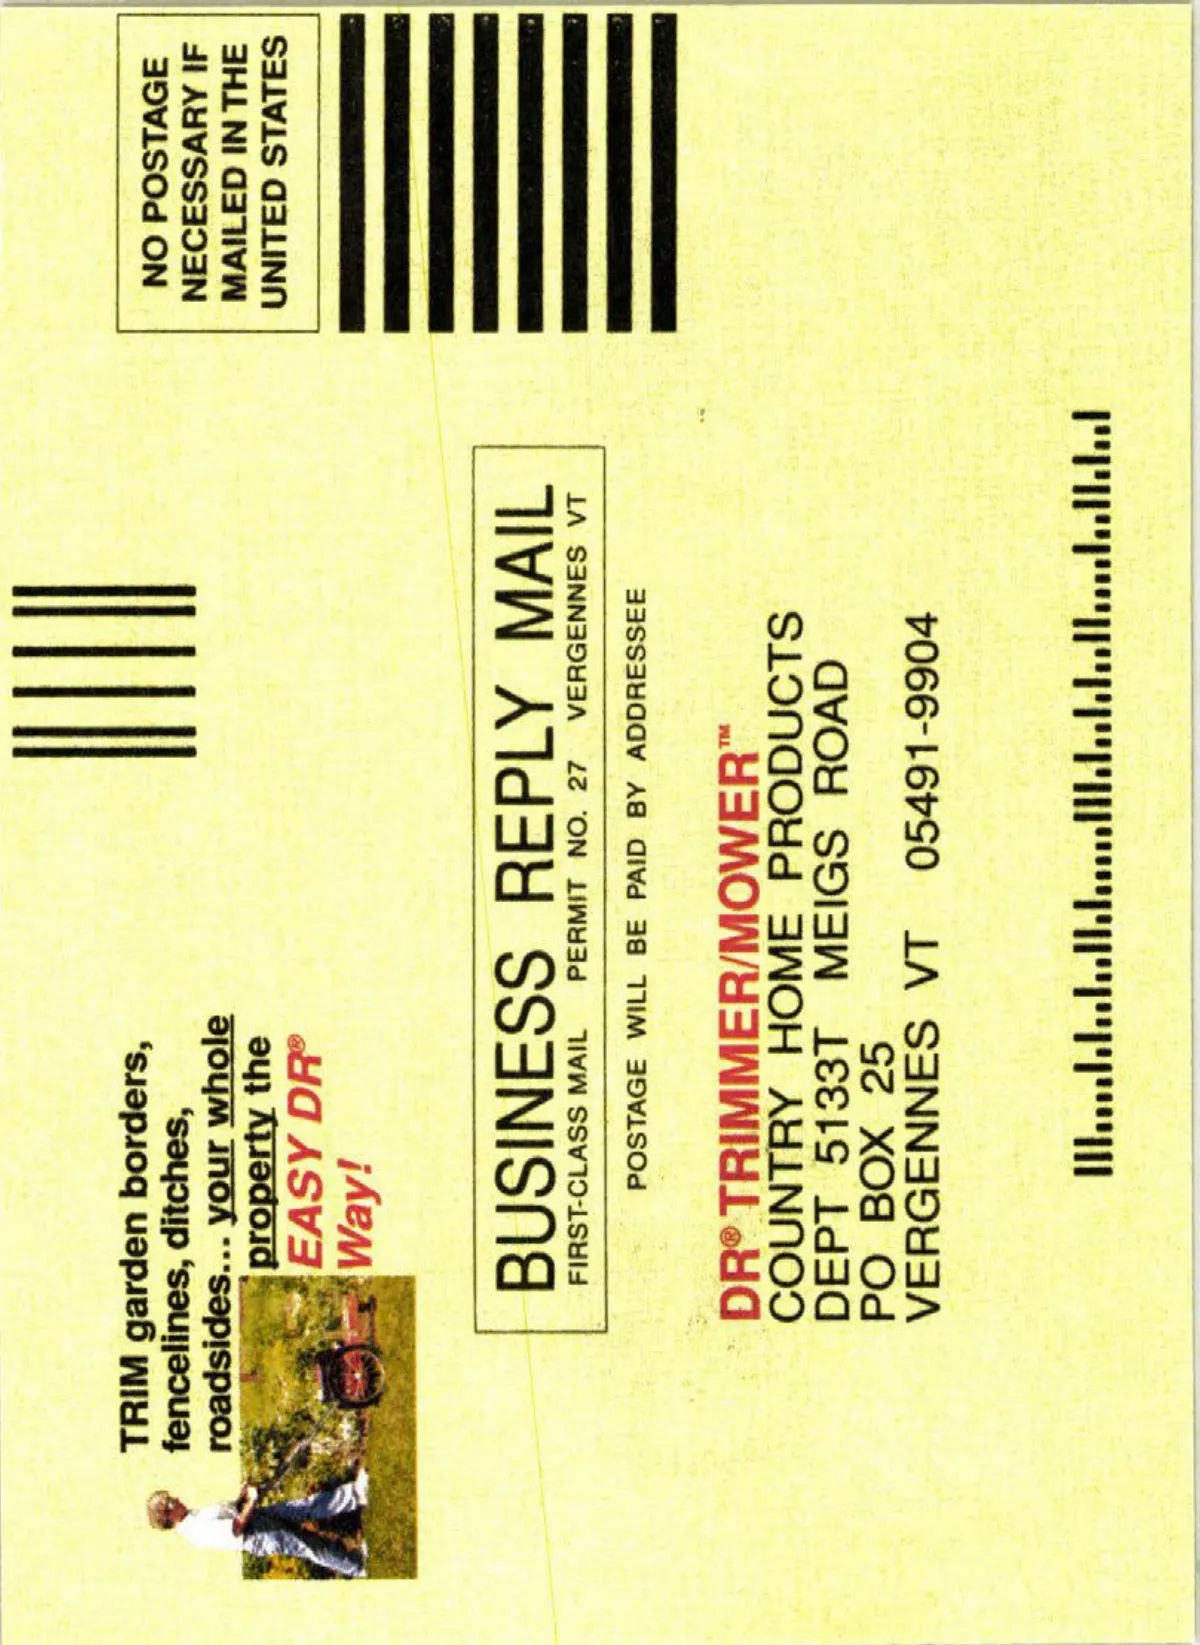 TRIM garden borders,
fencelines, ditches,
roadsides... your whole
property the
EASY DR®
Way!
NO POSTAGE
NECESSARY IF
MAILED IN THE
UNITED STATES
BUSINESS REPLY MAIL
FIRST-CLASS MAIL PERMIT NO. 27 VERGENNES VT
POSTAGE WILL BE PAID BY ADDRESSEE
DR® TRIMMER/MOWER™
COUNTRY HOME PRODUCTS
DEPT 5133T MEIGS ROAD
PO BOX 25
VERGENNES VT 05491-9904